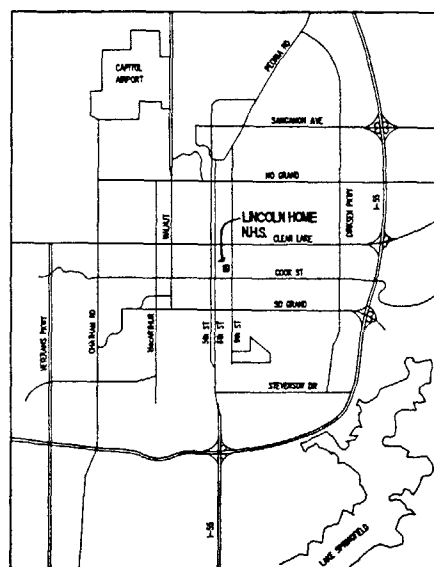 CAPITOL
AIRPORT
PEORIA RD
SANGAMON AVE
NO GRAND
WALNUT
LINCOLN HOME
N.H.S.
DIRKSEN PKWY
I-55
CLEAR LAKE
COOK ST
SO GRAND
VETERANS PKWY
CHATHAM RD
MacARTHUR
5th ST
6th ST
9th ST
STEVENSON DR
I-55
LAKE SPRINGFIELD